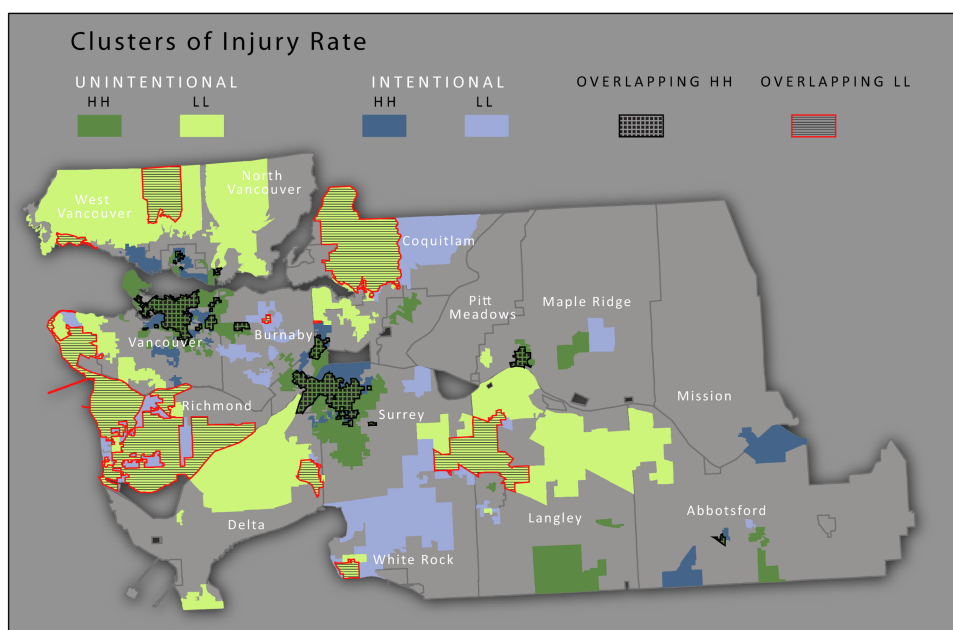 Clusters of Injury Rate
UNINTENTIONAL
INTENTIONAL
OVERLAPPING HH
OVERLAPPING LL
HH
LL
HH
LL
North
Vancouver
West
Vancouver
Coquitlam
Pitt
Meadows
Maple Ridge
Vancouver
Burnaby
Mission
Richmond
Surrey
Delta
Langley
Abbotsford
White Rock